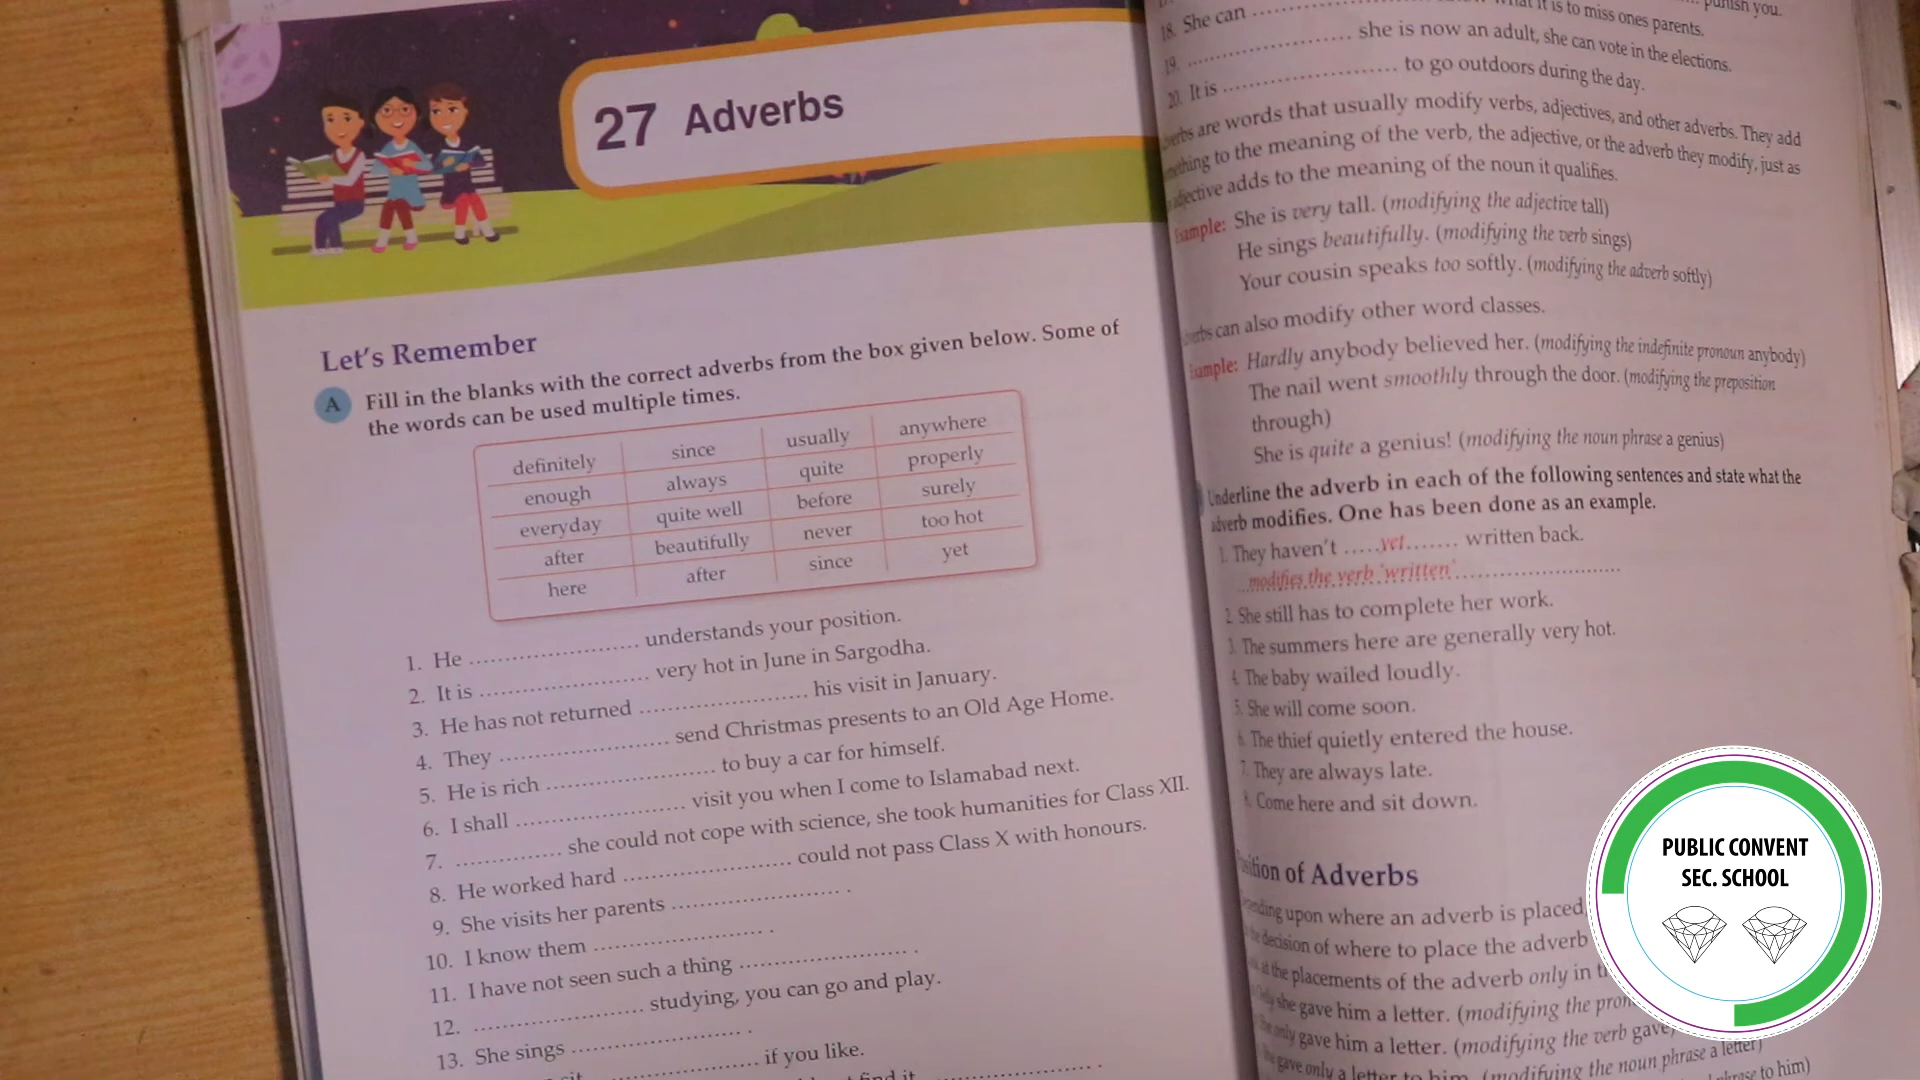 27 Adverbs
Let's Remember
A Fill in the blanks with the correct adverbs from the box given below. Some of
the words can be used multiple times.
definitely since usually anywhere
enough always quite properly
everyday quite well before surely
after beautifully never too hot
here after since yet
1. He .......................... understands your position.
2. It is .......................... very hot in June in Sargodha.
3. He has not returned .......................... his visit in January.
4. They .......................... send Christmas presents to an Old Age Home.
5. He is rich .......................... to buy a car for himself.
6. I shall .......................... visit you when I come to Islamabad next.
7. ................ she could not cope with science, she took humanities for Class XII.
8. He worked hard .......................... could not pass Class X with honours.
9. She visits her parents .......................... .
10. I know them .......................... .
11. I have not seen such a thing .......................... .
12. .......................... studying, you can go and play.
13. She sings .......................... .
.......................... if you like.
find it .......................... .
punish you.
18. She can .......................... it is to miss ones parents.
19. .......................... she is now an adult, she can vote in the elections.
20. It is .......................... to go outdoors during the day.
are words that usually modify verbs, adjectives, and other adverbs. They add
to the meaning of the verb, the adjective, or the adverb they modify, just as
adjective adds to the meaning of the noun it qualifies.
Example: She is very tall. (modifying the adjective tall)
He sings beautifully. (modifying the verb sings)
Your cousin speaks too softly. (modifying the adverb softly)
can also modify other word classes.
Example: Hardly anybody believed her. (modifying the indefinite pronoun anybody)
The nail went smoothly through the door. (modifying the preposition
through)
She is quite a genius! (modifying the noun phrase a genius)
Underline the adverb in each of the following sentences and state what the
adverb modifies. One has been done as an example.
1. They haven't .....yet....... written back.
modifies the verb 'written' ..........................
2. She still has to complete her work.
3. The summers here are generally very hot.
4. The baby wailed loudly.
5. She will come soon.
6. The thief quietly entered the house.
7. They are always late.
8. Come here and sit down.
Position of Adverbs
upon where an adverb is placed,
decision of where to place the adverb
at the placements of the adverb only in
Only she gave him a letter. (modifying the
only gave him a letter. (modifying the verb gave)
gave only a letter to him. (modifying the noun phrase a letter)
to him)
PUBLIC CONVENT
SEC. SCHOOL